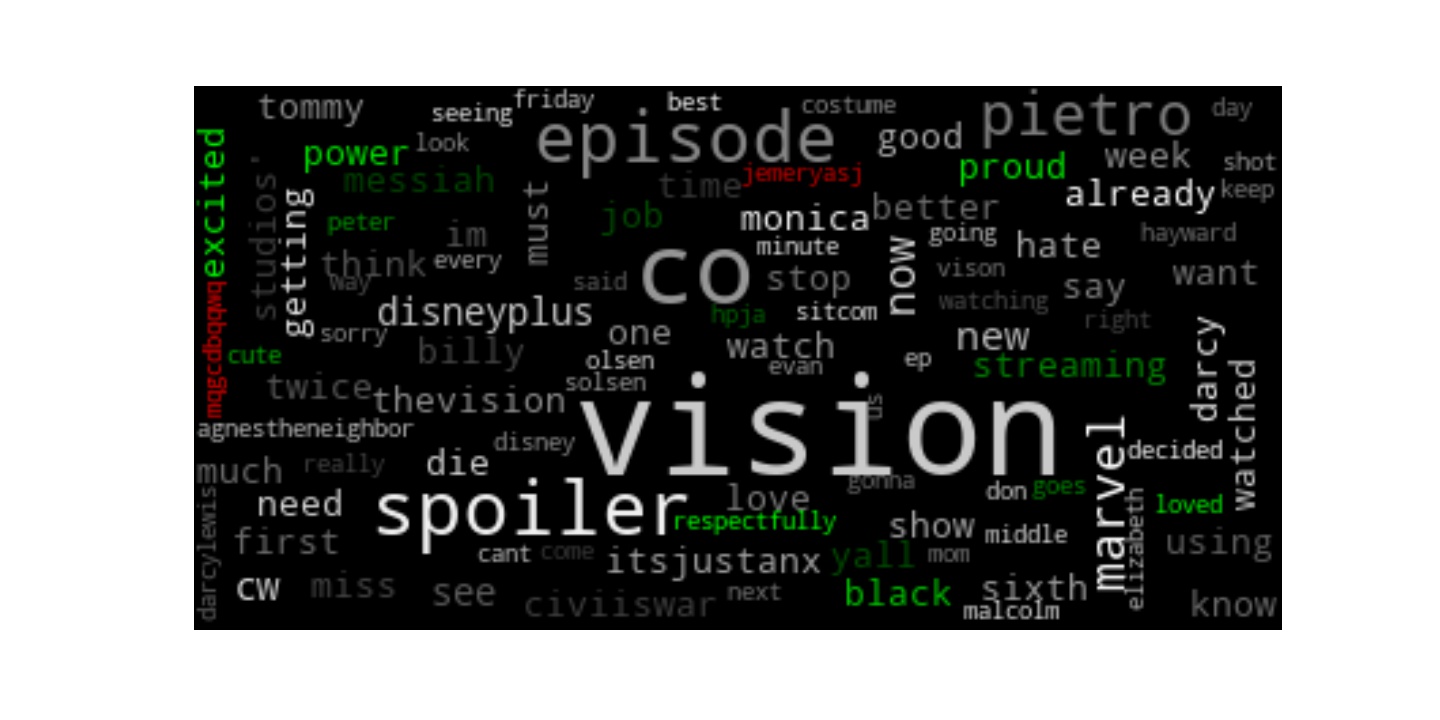 tommy
seeing
friday
best
costume
pietro
day
episode
good
power
look
proud
week
shot
excited
messiah
time
jemeryasj
already
keep
studios
getting
peter
must
job
monica
better
im
minute
now
going
hate
hayward
think
every
way
said
co
stop
vison
say
want
watching
disneyplus
hpja
sitcom
right
mqgcdbqqwq
sorry
one
new
cute
billy
olsen
watch
evan
ep
streaming
darcy
twice
thevision
solsen
us
vision
watched
agnestheneighbor
disney
marvel
decided
much
really
die
gonna
don
goes
need
spoiler
love
loved
respectfully
darcylewis
first
show
middle
elizabeth
using
cant
come
itsjustanx
yall
mom
cw
miss
see
civiiswar
next
black
sixth
malcolm
know